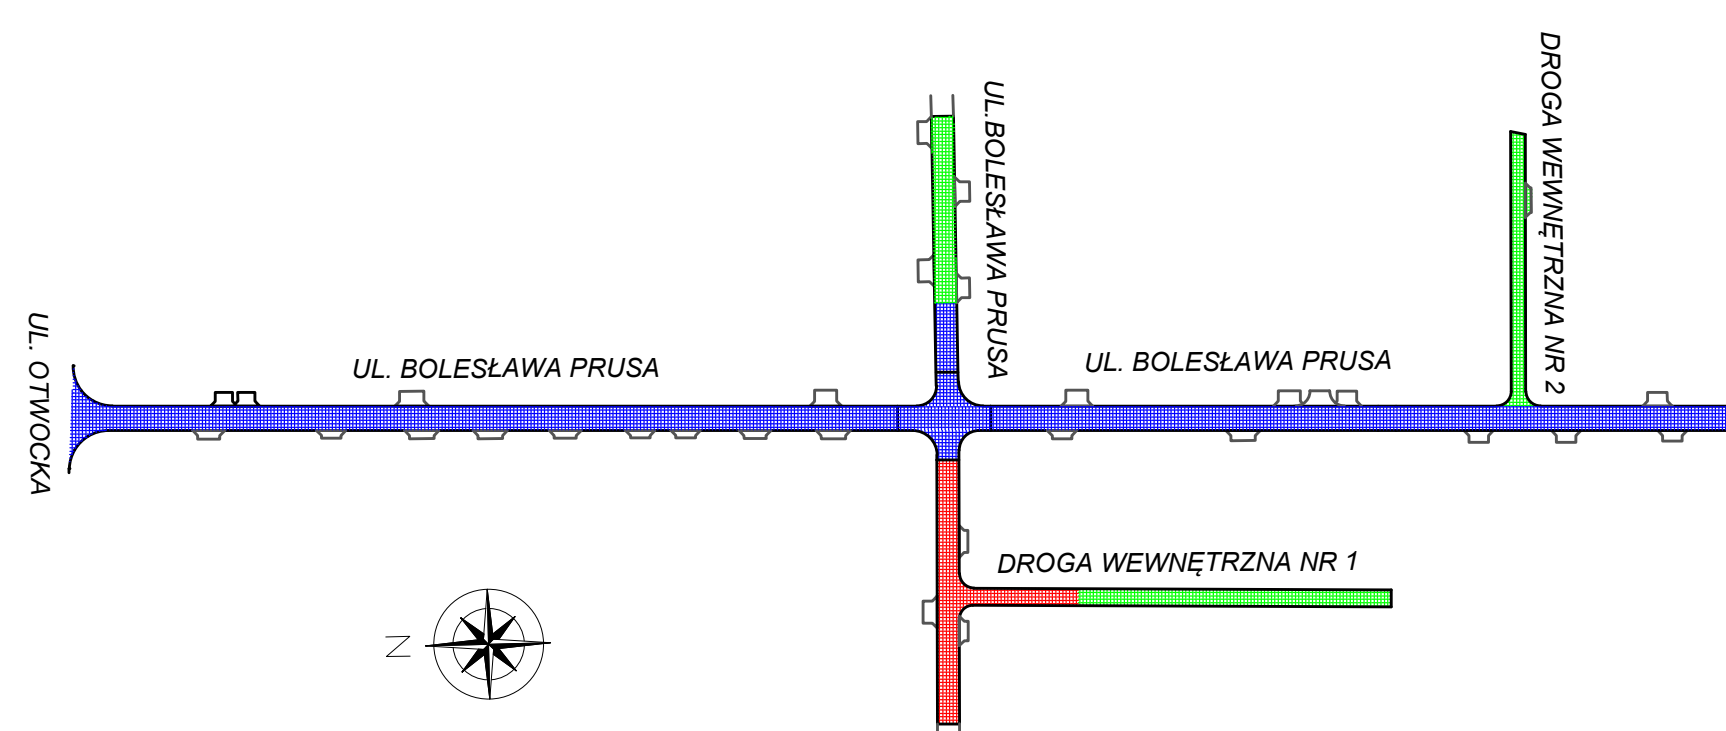 UL. OTWOCKA
UL. BOLESŁAWA PRUSA
UL.BOLESŁAWA PRUSA
UL. BOLESŁAWA PRUSA
DROGA WEWNĘTRZNA NR 2
DROGA WEWNĘTRZNA NR 1
N